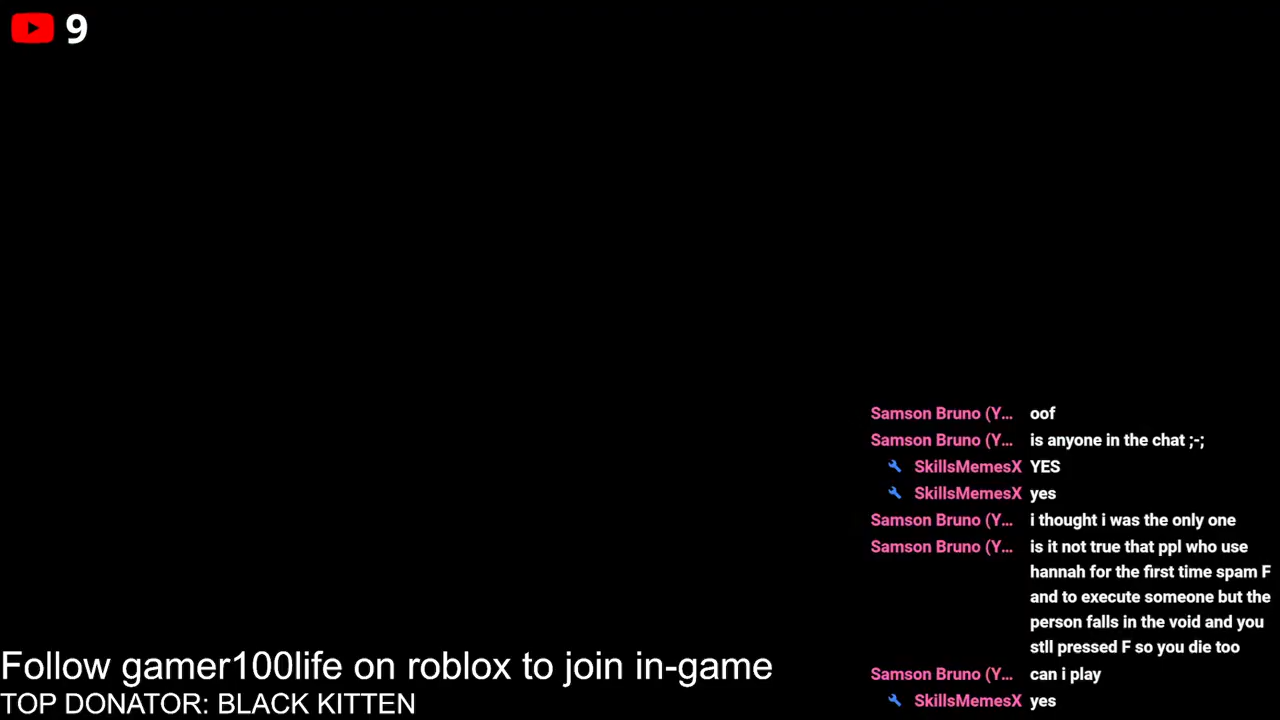 9
Samson Bruno (Y... oof
Samson Bruno (Y... is anyone in the chat ;-;
SkillsMemesX YES
SkillsMemesX yes
Samson Bruno (Y... i thought i was the only one
Samson Bruno (Y... is it not true that ppl who use
hannah for the first time spam F
and to execute someone but the
person falls in the void and you
stll pressed F so you die too
Samson Bruno (Y... can i play
SkillsMemesX yes
Follow gamer100life on roblox to join in-game
TOP DONATOR: BLACK KITTEN